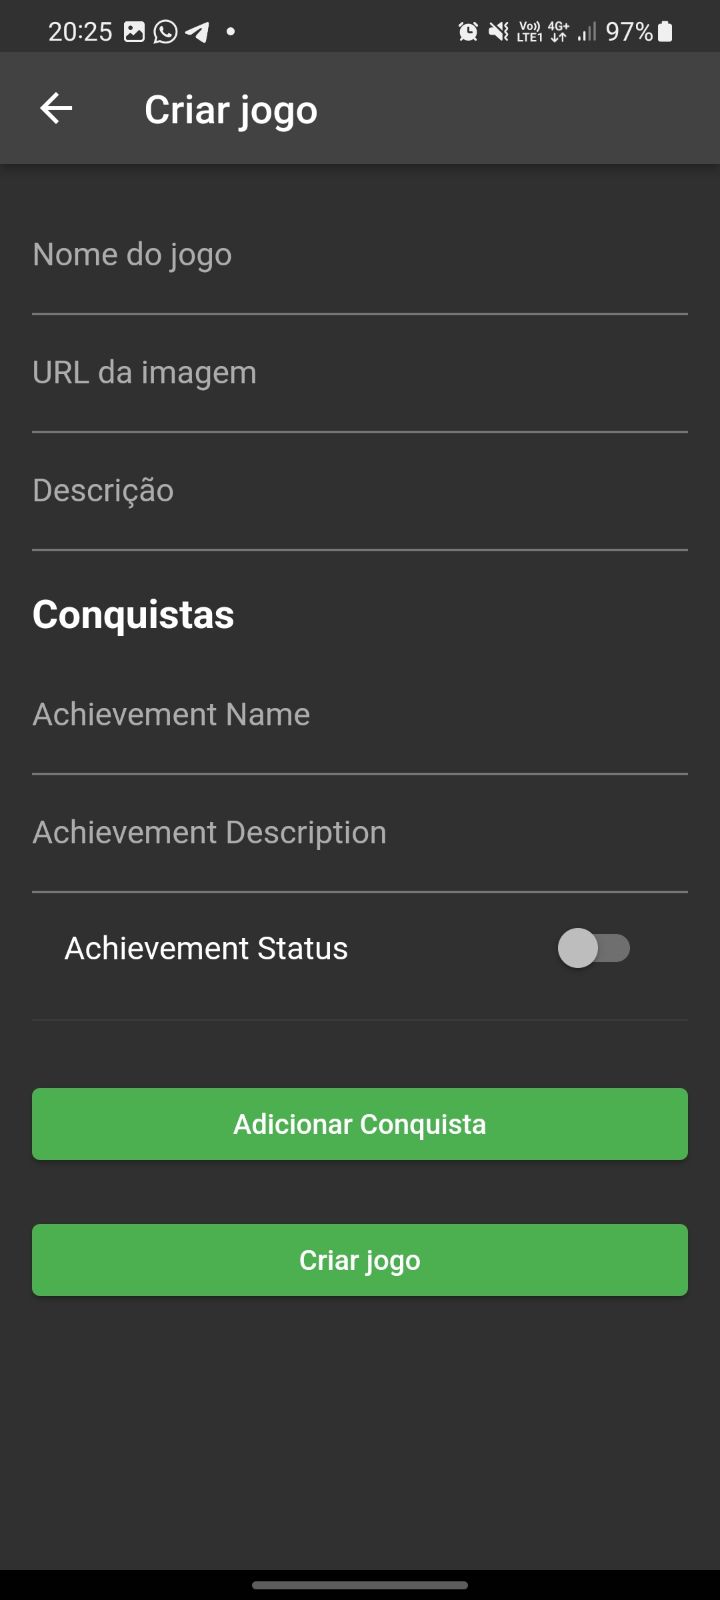 20:25
Vo)) LTE1 4G+ 97%
Criar jogo
Nome do jogo
URL da imagem
Descrição
Conquistas
Achievement Name
Achievement Description
Achievement Status
Adicionar Conquista
Criar jogo